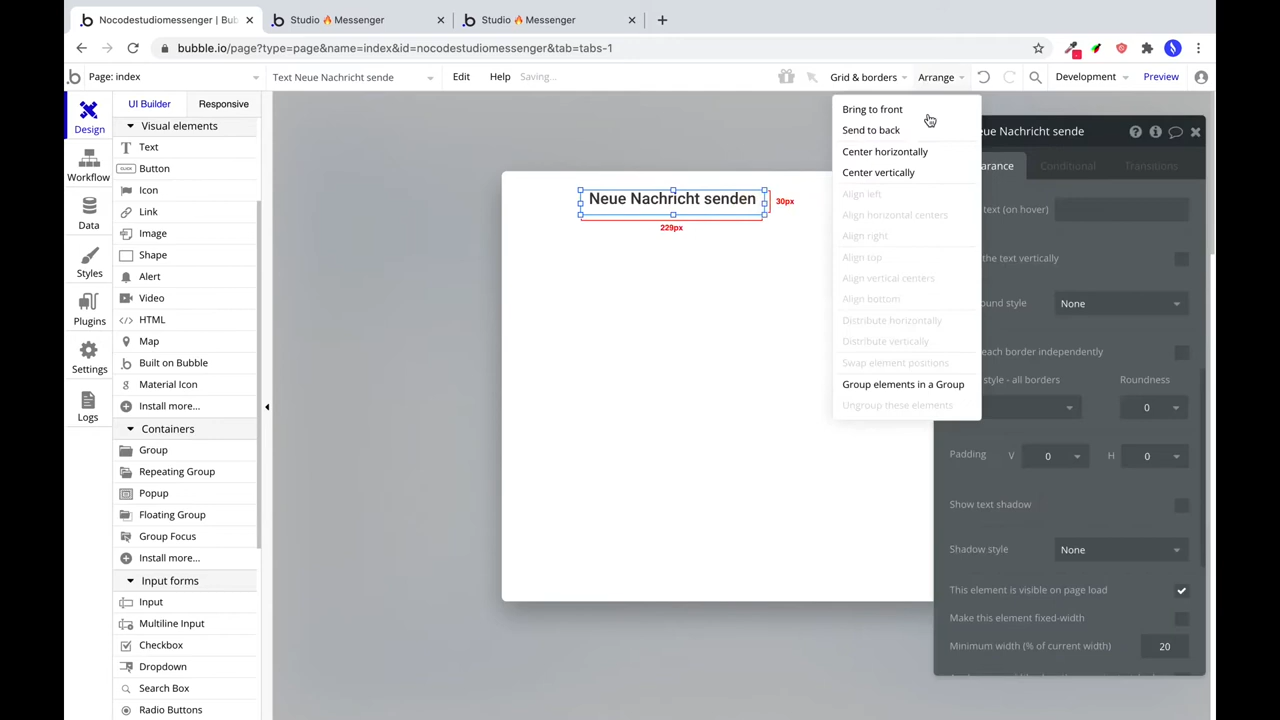 Nocodestudiomessenger | Bub
Studio 🔥 Messenger
Studio 🔥 Messenger
bubble.io/page?type=page&name=index&id=nocodestudiomessenger&tab=tabs-1
Page: index
Text Neue Nachricht sende
Edit
Help
Saving...
Grid & borders
Arrange
Development
Preview
Design
Workflow
Data
Styles
Plugins
Settings
Logs
UI Builder
Responsive
Visual elements
Text
Button
Icon
Link
Image
Shape
Alert
Video
HTML
Map
Built on Bubble
Material Icon
Install more...
Containers
Group
Repeating Group
Popup
Floating Group
Group Focus
Install more...
Input forms
Input
Multiline Input
Checkbox
Dropdown
Search Box
Radio Buttons
Neue Nachricht senden
30px
229px
Bring to front
Send to back
Center horizontally
Center vertically
Align left
Align horizontal centers
Align right
Align top
Align vertical centers
Align bottom
Distribute horizontally
Distribute vertically
Swap element positions
Group elements in a Group
Ungroup these elements
eue Nachricht sende
arance
Conditional
Transitions
text (on hover)
the text vertically
ound style
None
each border independently
style - all borders
Roundness
0
Padding
V
0
H
0
Show text shadow
Shadow style
None
This element is visible on page load
Make this element fixed-width
Minimum width (% of current width)
20